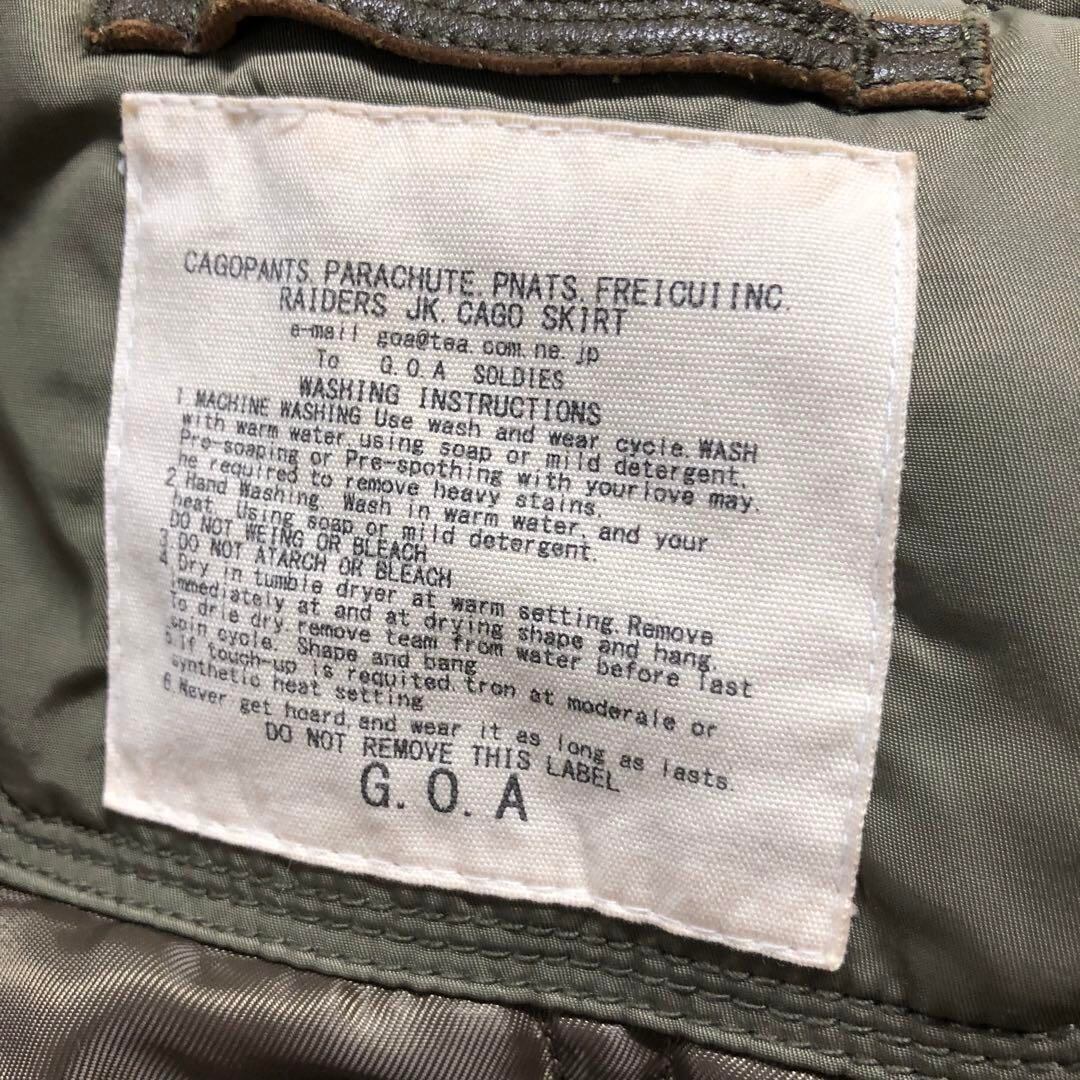 CAGOPANTS. PARACHUTE. PNATS. FREICUIINC.
RAIDERS JK. CAGO SKIRT
e-mail goa@tea.com.ne.jp
To G.O.A SOLDIES
WASHING INSTRUCTIONS
1.MACHINE WASHING Use wash and wear cycle.WASH
with warm water.using soap or mild detergent.
Pre-soaping or Pre-spothing with yourlove may.
he required to remove heavy stains.
2.Hand Washing. Wash in warm water, and your
heat. Using soap or mild detergent.
DO NOT WEING OR BLEACH
3.DO NOT ATARCH OR BLEACH
4.Dry in tumble dryer at warm setting.Remove
immediately at and at drying shape and hang.
To drie dry.remove team from water before last
spin cycle. Shape and bang
5.if touch-up is requited.tron at moderale or
synthetic heat setting
6.Never get hoard and wear it as long as lasts.
DO NOT REMOVE THIS LABEL
G.O.A